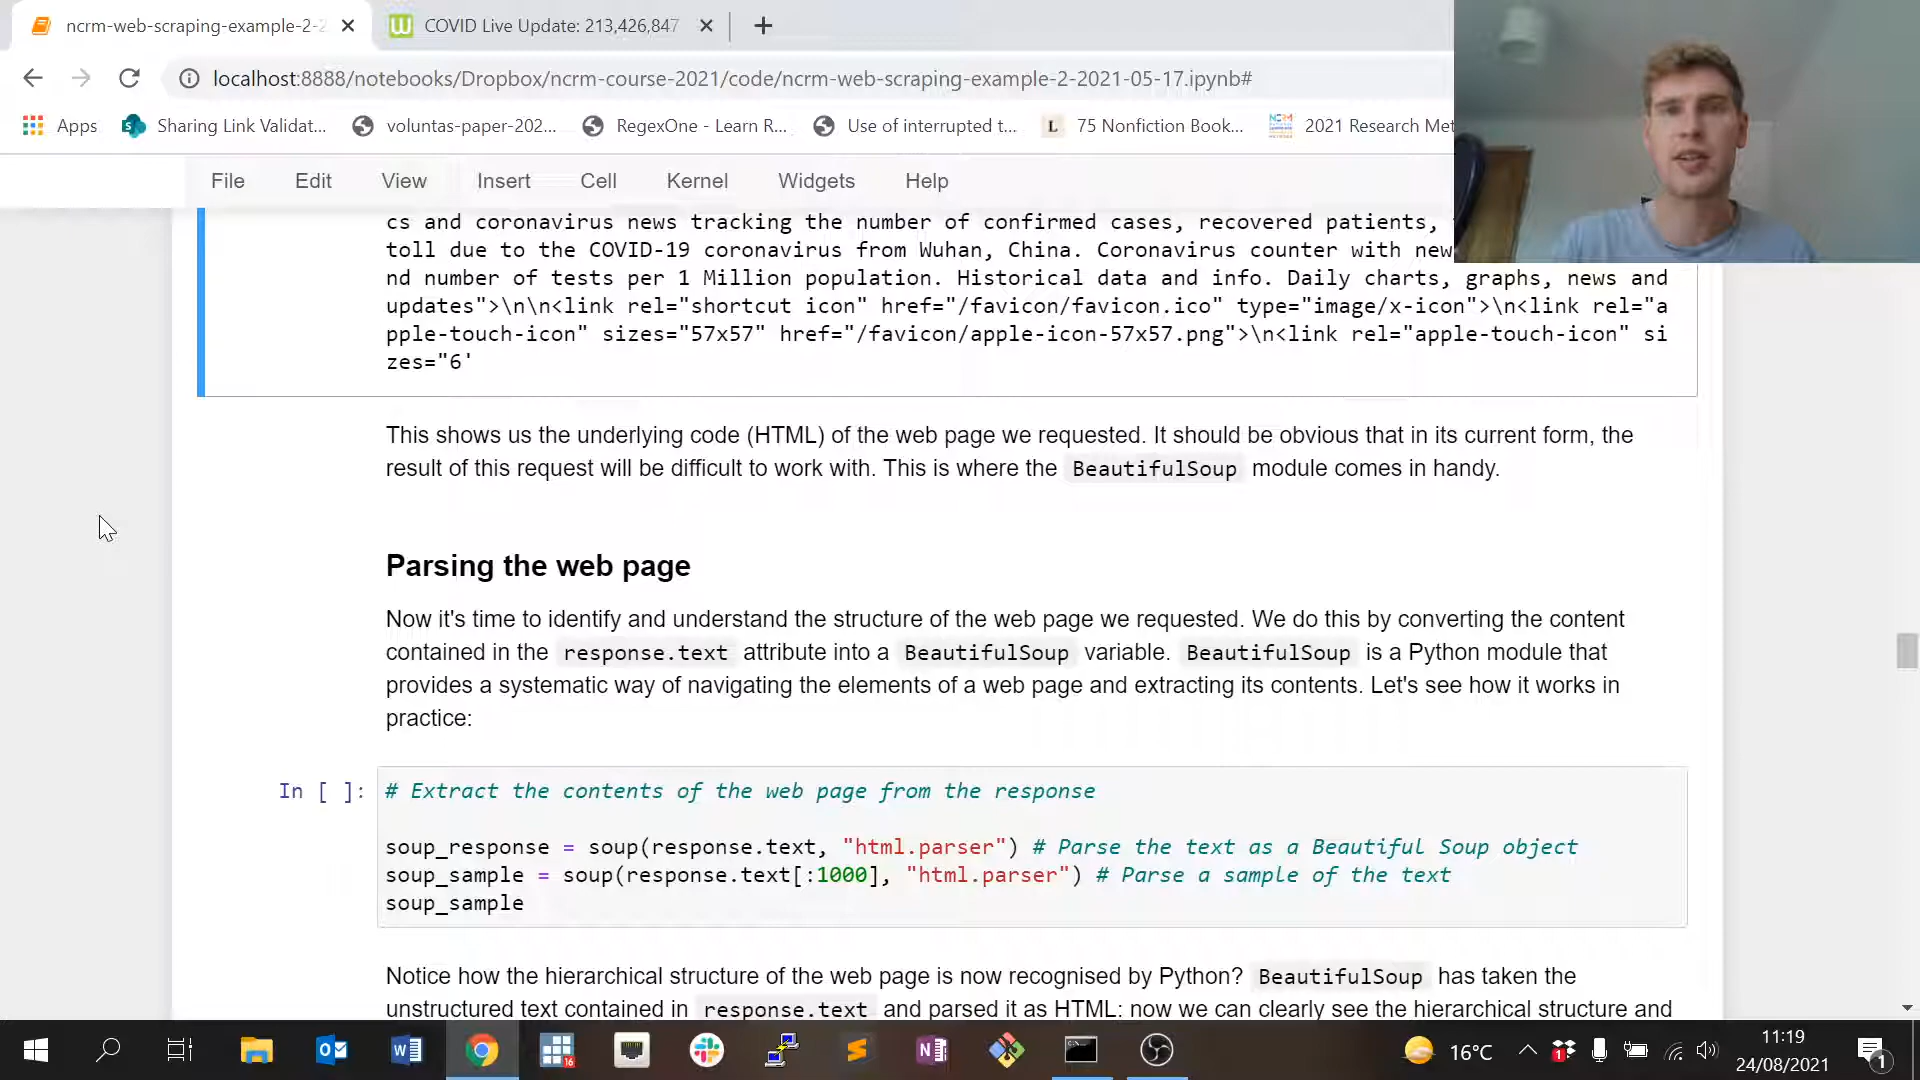 ncrm-web-scraping-example-2-2
COVID Live Update: 213,426,847
localhost:8888/notebooks/Dropbox/ncrm-course-2021/code/ncrm-web-scraping-example-2-2021-05-17.ipynb#
Apps
Sharing Link Validat...
voluntas-paper-202...
RegexOne - Learn R...
Use of interrupted t...
L
75 Nonfiction Book...
2021 Research Met
File
Edit
View
Insert
Cell
Kernel
Widgets
Help
cs and coronavirus news tracking the number of confirmed cases, recovered patients,
toll due to the COVID-19 coronavirus from Wuhan, China. Coronavirus counter with new
nd number of tests per 1 Million population. Historical data and info. Daily charts, graphs, news and
updates">\n\n<link rel="shortcut icon" href="/favicon/favicon.ico" type="image/x-icon">\n<link rel="a
pple-touch-icon" sizes="57x57" href="/favicon/apple-icon-57x57.png">\n<link rel="apple-touch-icon" si
zes="6'
This shows us the underlying code (HTML) of the web page we requested. It should be obvious that in its current form, the
result of this request will be difficult to work with. This is where the BeautifulSoup module comes in handy.
Parsing the web page
Now it's time to identify and understand the structure of the web page we requested. We do this by converting the content
contained in the response.text attribute into a BeautifulSoup variable. BeautifulSoup is a Python module that
provides a systematic way of navigating the elements of a web page and extracting its contents. Let's see how it works in
practice:
In [ ]: # Extract the contents of the web page from the response
soup_response = soup(response.text, "html.parser") # Parse the text as a Beautiful Soup object
soup_sample = soup(response.text[:1000], "html.parser") # Parse a sample of the text
soup_sample
Notice how the hierarchical structure of the web page is now recognised by Python? BeautifulSoup has taken the
unstructured text contained in response.text and parsed it as HTML: now we can clearly see the hierarchical structure and
16°C
11:19
24/08/2021
1